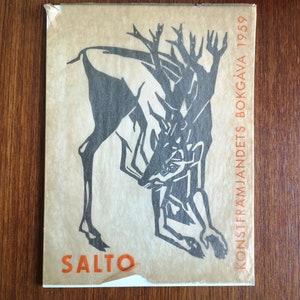 SALTO
KONSTFRÄMJANDETS BOKGÅVA 1959